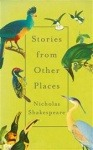 Stories
from
Other
Places
Nicholas
Shakespeare